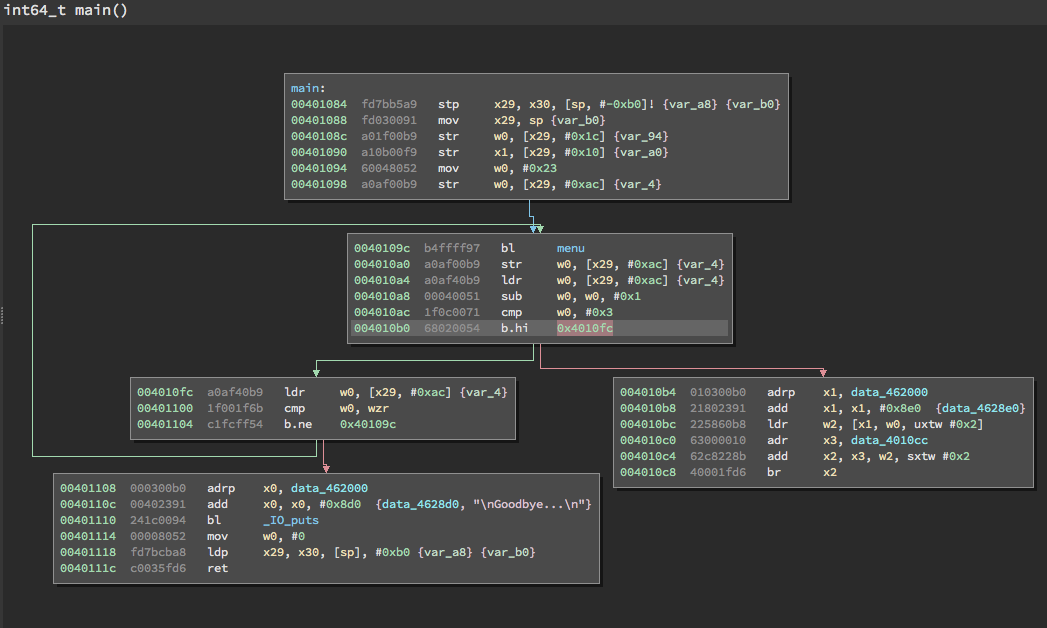 int64_t main()
main:
00401084 fd7bb5a9 stp x29, x30, [sp, #-0xb0]! {var_a8} {var_b0}
00401088 fd030091 mov x29, sp {var_b0}
0040108c a01f00b9 str w0, [x29, #0x1c] {var_94}
00401090 a10b00f9 str x1, [x29, #0x10] {var_a0}
00401094 60048052 mov w0, #0x23
00401098 a0af00b9 str w0, [x29, #0xac] {var_4}
0040109c b4ffff97 bl menu
004010a0 a0af00b9 str w0, [x29, #0xac] {var_4}
004010a4 a0af40b9 ldr w0, [x29, #0xac] {var_4}
004010a8 00040051 sub w0, w0, #0x1
004010ac 1f0c0071 cmp w0, #0x3
004010b0 68020054 b.hi 0x4010fc
004010fc a0af40b9 ldr w0, [x29, #0xac] {var_4}
00401100 1f001f6b cmp w0, wzr
00401104 c1fcff54 b.ne 0x40109c
004010b4 010300b0 adrp x1, data_462000
004010b8 21802391 add x1, x1, #0x8e0 {data_4628e0}
004010bc 225860b8 ldr w2, [x1, w0, uxtw #0x2]
004010c0 63000010 adr x3, data_4010cc
004010c4 62c8228b add x2, x3, w2, sxtw #0x2
004010c8 40001fd6 br x2
00401108 000300b0 adrp x0, data_462000
0040110c 00402391 add x0, x0, #0x8d0 {data_4628d0, "\nGoodbye...\n"}
00401110 241c0094 bl _IO_puts
00401114 00008052 mov w0, #0
00401118 fd7bcba8 ldp x29, x30, [sp], #0xb0 {var_a8} {var_b0}
0040111c c0035fd6 ret